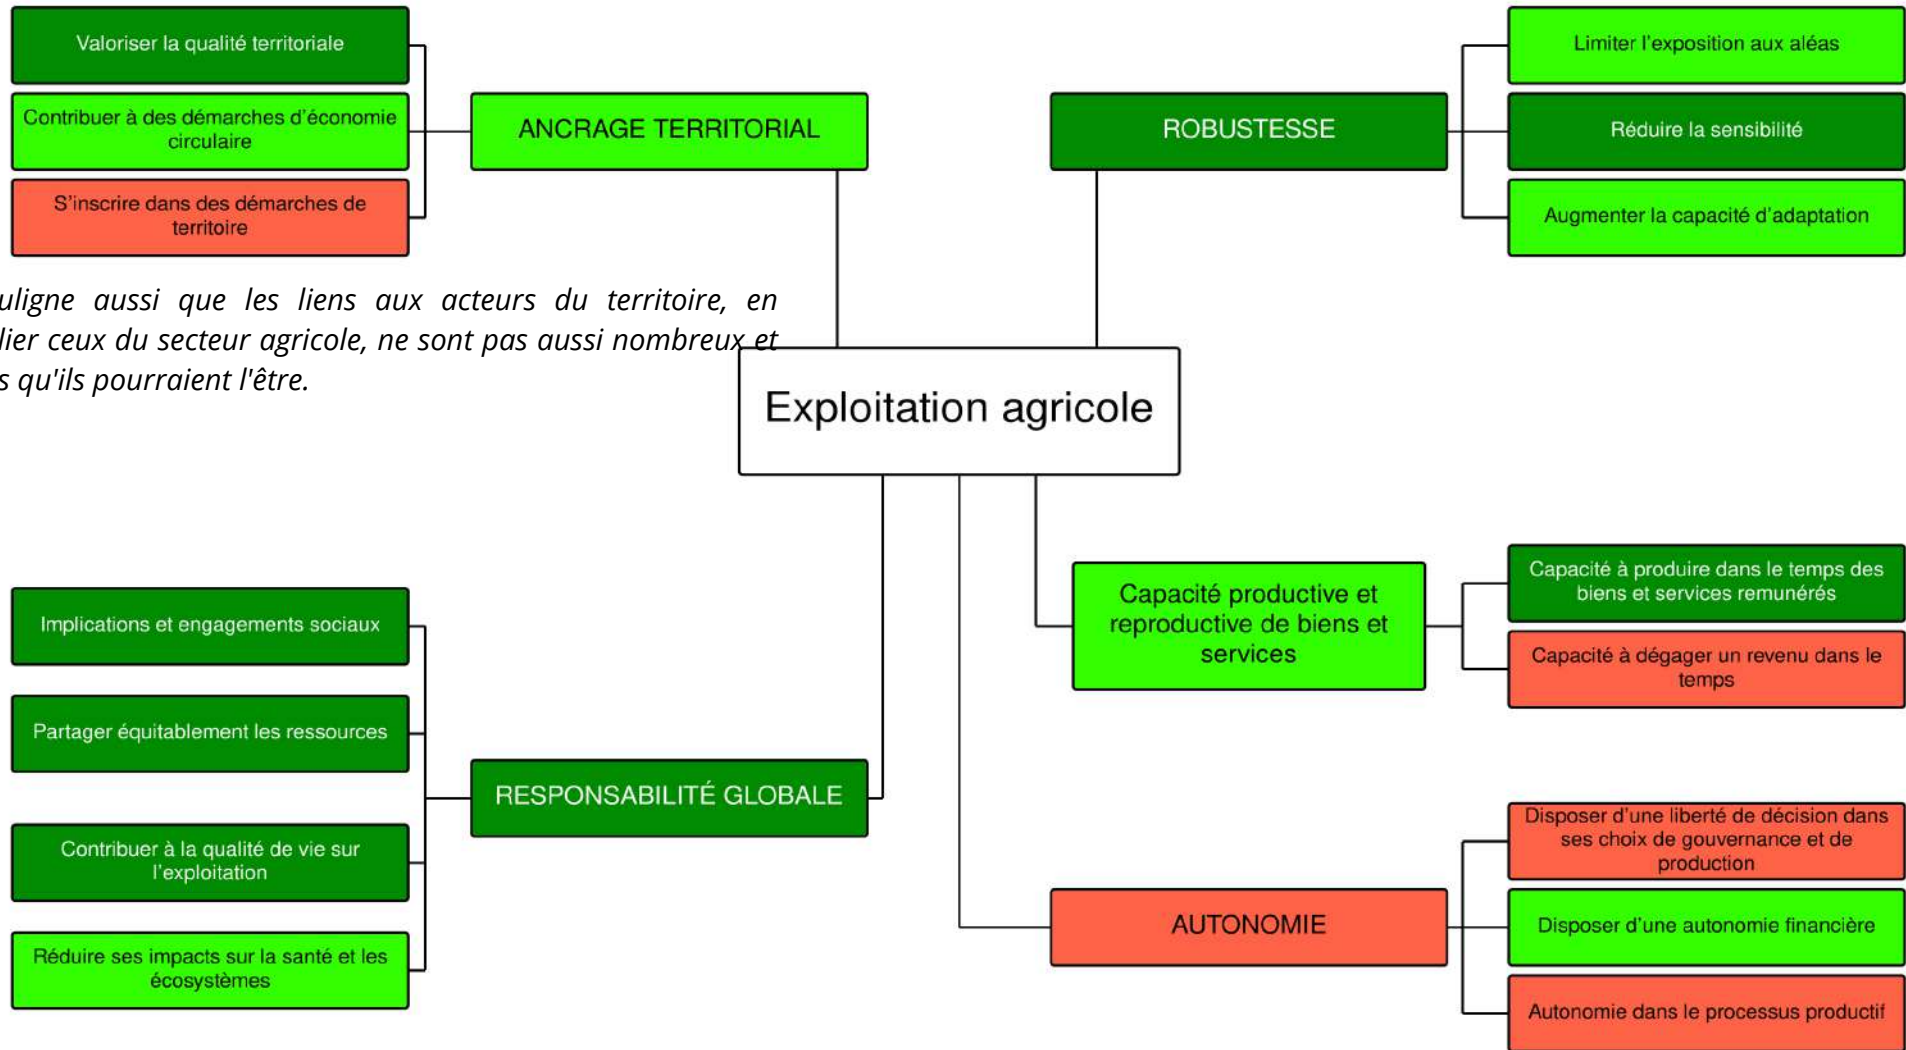 Valoriser la qualité territoriale
Contribuer à des démarches d'économie
circulaire
S'inscrire dans des démarches de
territoire
ANCRAGE TERRITORIAL
ROBUSTESSE
Limiter l'exposition aux aléas
Réduire la sensibilité
Augmenter la capacité d'adaptation
aussi que les liens aux acteurs du territoire, en
ceux du secteur agricole, ne sont pas aussi nombreux et
qu'ils pourraient l'être.
Exploitation agricole
Implications et engagements sociaux
Partager équitablement les ressources
Contribuer à la qualité de vie sur
l'exploitation
Réduire ses impacts sur la santé et les
écosystèmes
RESPONSABILITÉ GLOBALE
Capacité productive et
reproductive de biens et
services
Capacité à produire dans le temps des
biens et services remunérés
Capacité à dégager un revenu dans le
temps
AUTONOMIE
Disposer d'une liberté de décision dans
ses choix de gouvernance et de
production
Disposer d'une autonomie financière
Autonomie dans le processus productif